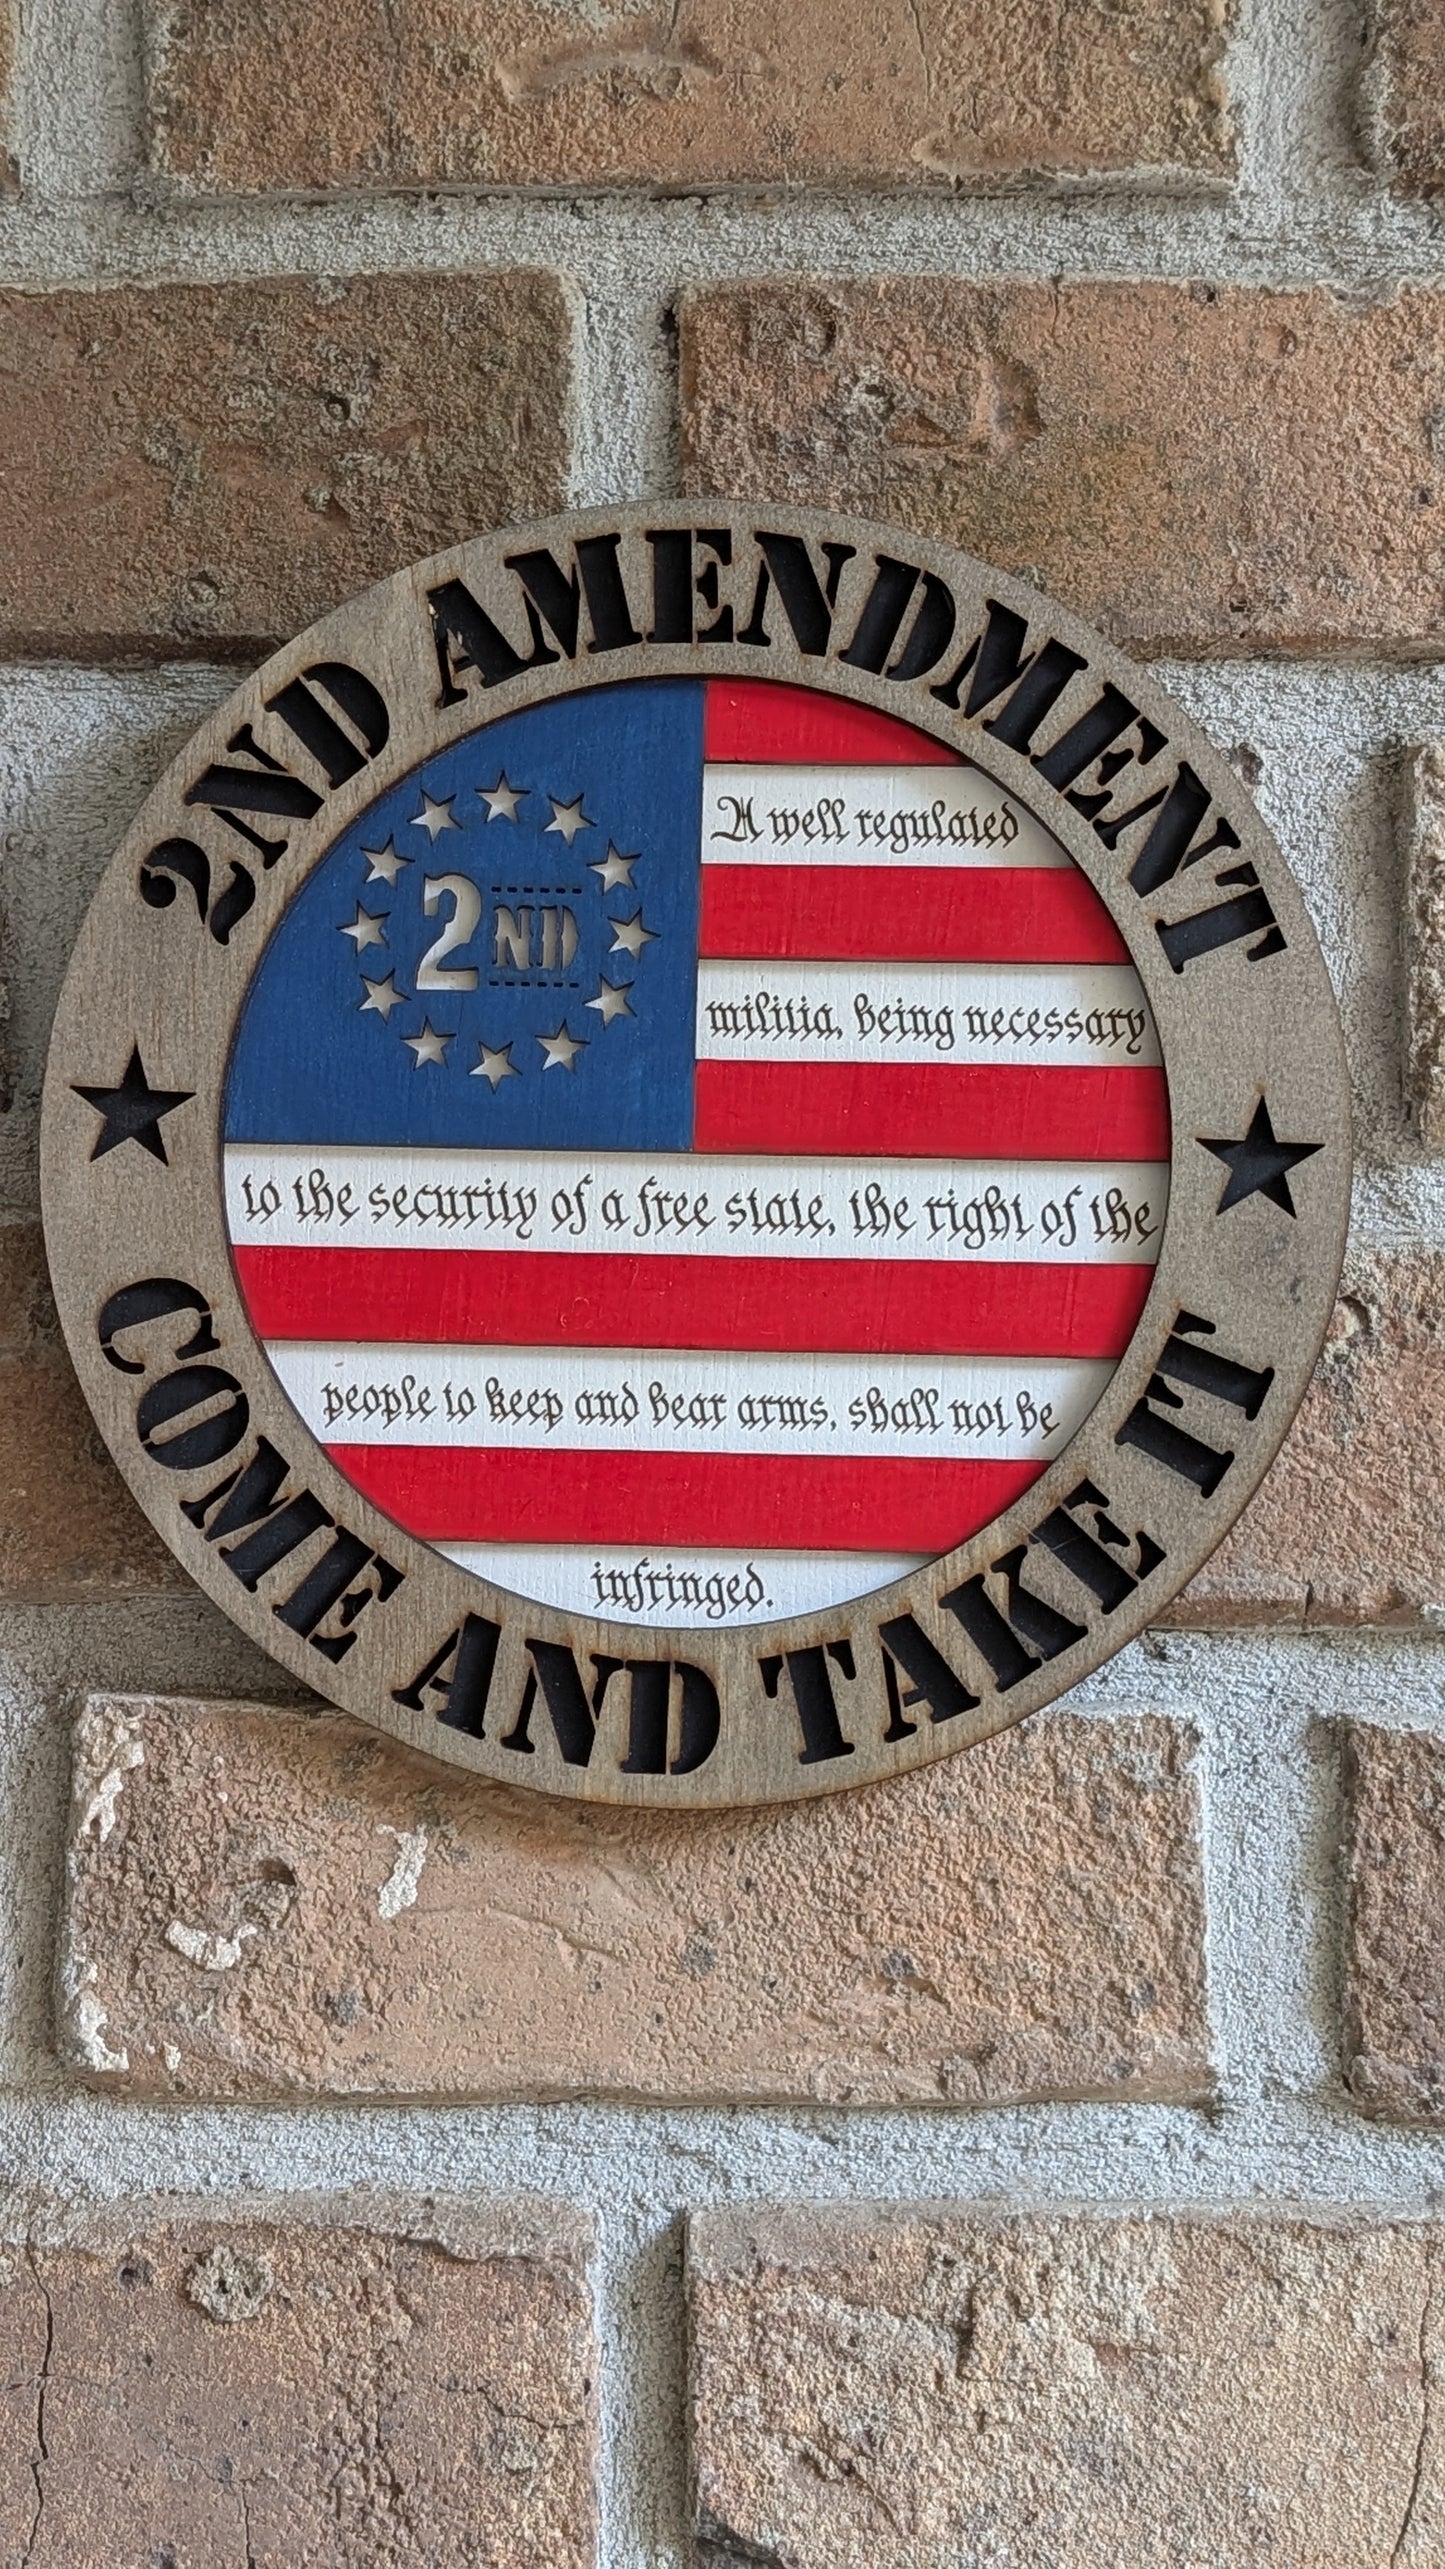 2ND AMENDMENT
2ND
A well regulated
militia, being necessary
to the security of a free state, the right of the
people to keep and bear arms, shall not be
infringed.
COME AND TAKE IT